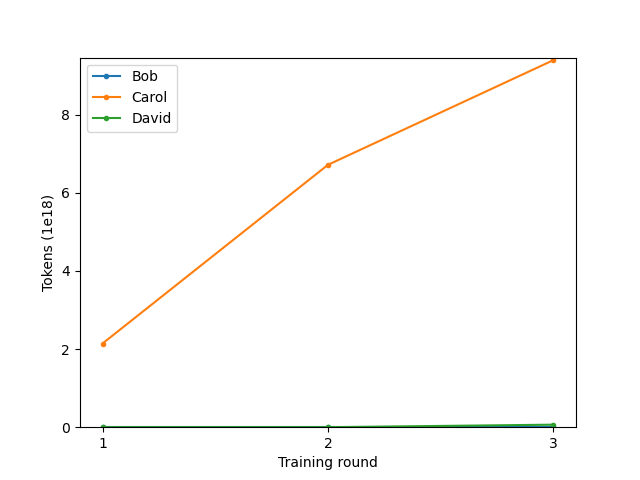 Bob
Carol
David
8
6
4
2
0
Tokens (1e18)
1 2 3
Training round